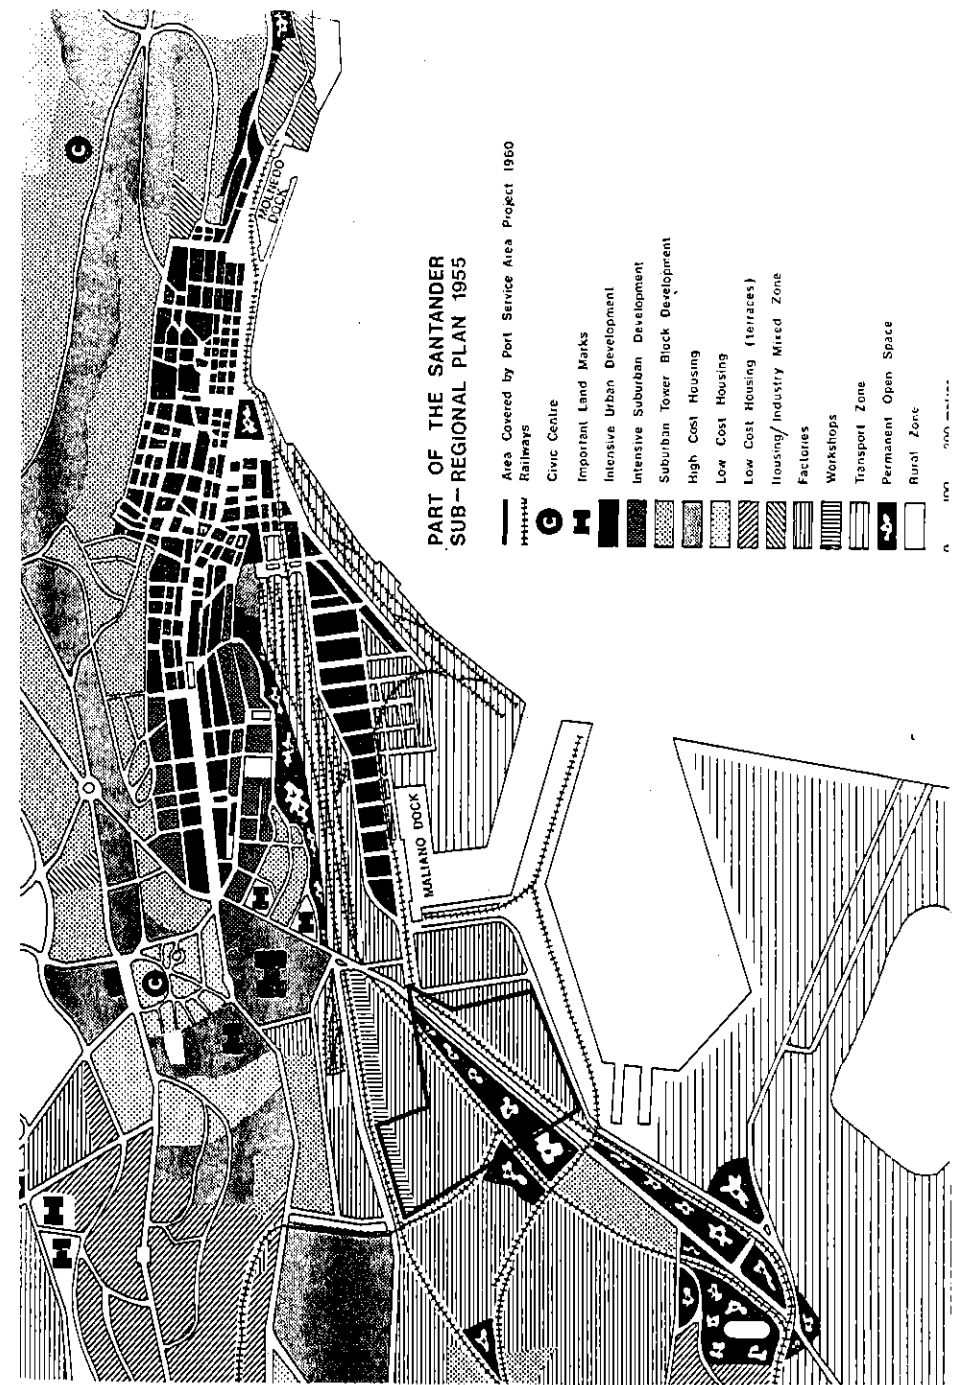 PART OF THE SANTANDER
SUB-REGIONAL PLAN 1955
Area Covered by Port Service Area Project 1960
Railways
C
Civic Centre
H
Important Land Marks
Intensive Urban Development
Intensive Suburban Development
Suburban Tower Block Development
High Cost Housing
Low Cost Housing
Low Cost Housing (terraces)
Housing/Industry Mixed Zone
Factories
Workshops
Transport Zone
Permanent Open Space
Rural Zone
0 100
MOLNEDO
DOCK
MALIANO DOCK
C
C
H
H
H
H
H
H